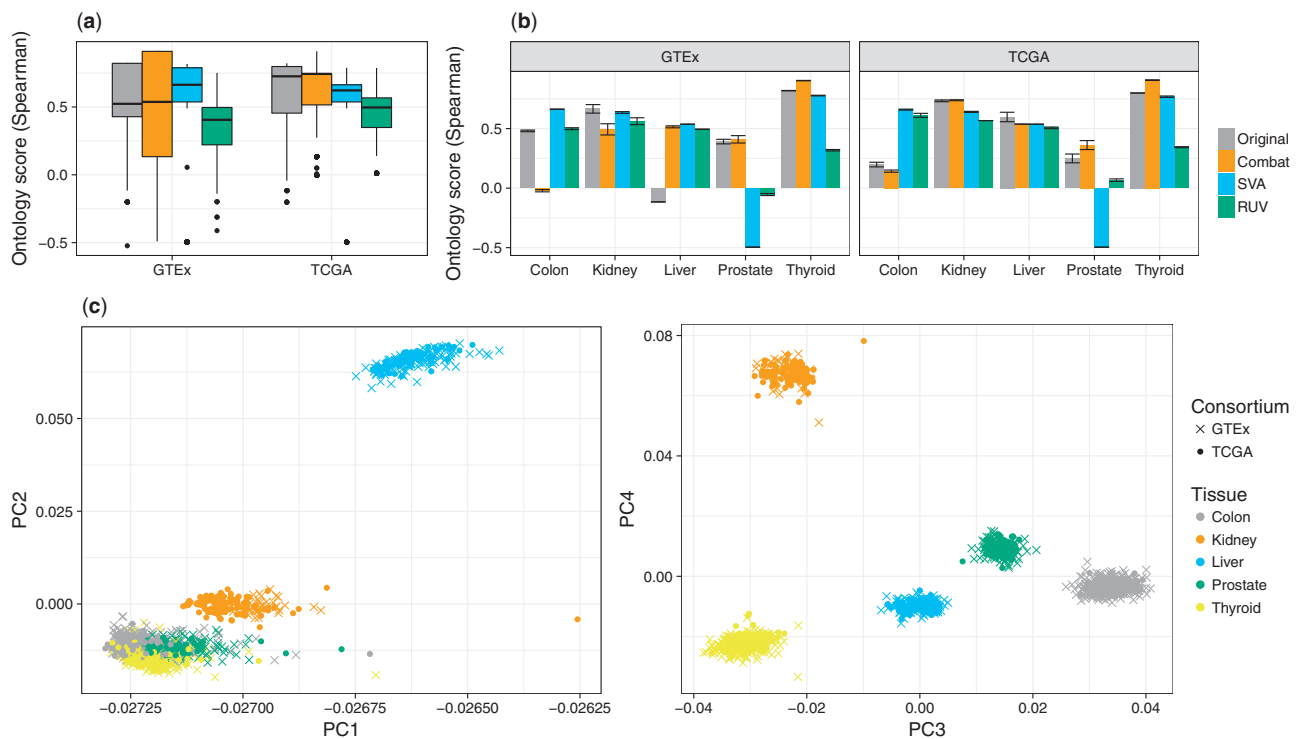 (a)
Ontology score (Spearman)
0.5
0.0
−0.5
GTEx
TCGA
(b)
Ontology score (Spearman)
GTEx
TCGA
0.5
0.0
−0.5
Colon
Kidney
Liver
Prostate
Thyroid
Colon
Kidney
Liver
Prostate
Thyroid
Original
Combat
SVA
RUV
(c)
PC2
0.050
0.025
0.000
−0.02725
−0.02700
−0.02675
−0.02650
−0.02625
PC1
PC4
0.08
0.04
0.00
−0.04
−0.02
0.00
0.02
0.04
PC3
Consortium
GTEx
TCGA
Tissue
Colon
Kidney
Liver
Prostate
Thyroid